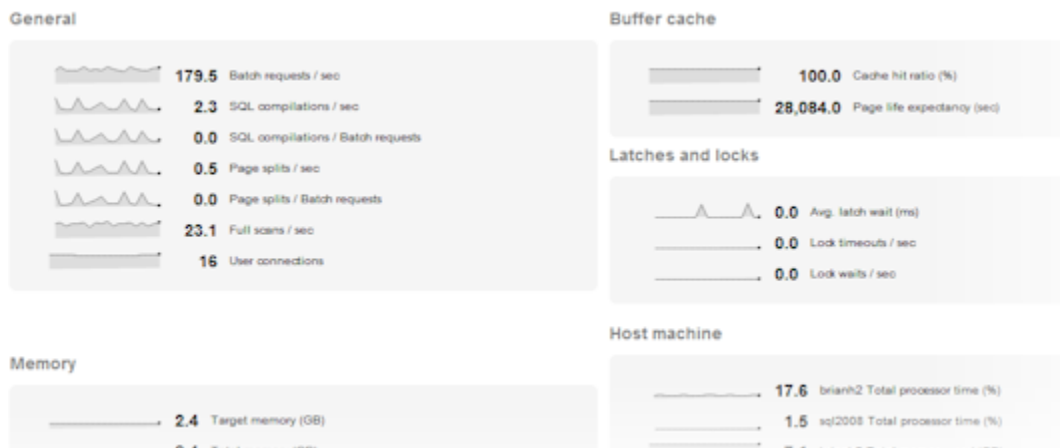 General
179.5 Batch requests / sec
2.3 SQL compilations / sec
0.0 SQL compilations / Batch requests
0.5 Page splits / sec
0.0 Page splits / Batch requests
23.1 Full scans / sec
16 User connections
Memory
2.4 Target memory (GB)
Buffer cache
100.0 Cache hit ratio (%)
28,084.0 Page life expectancy (sec)
Latches and locks
0.0 Avg. latch wait (ms)
0.0 Lock timeouts / sec
0.0 Lock waits / sec
Host machine
17.6 brianh2 Total processor time (%)
1.5 sql2008 Total processor time (%)